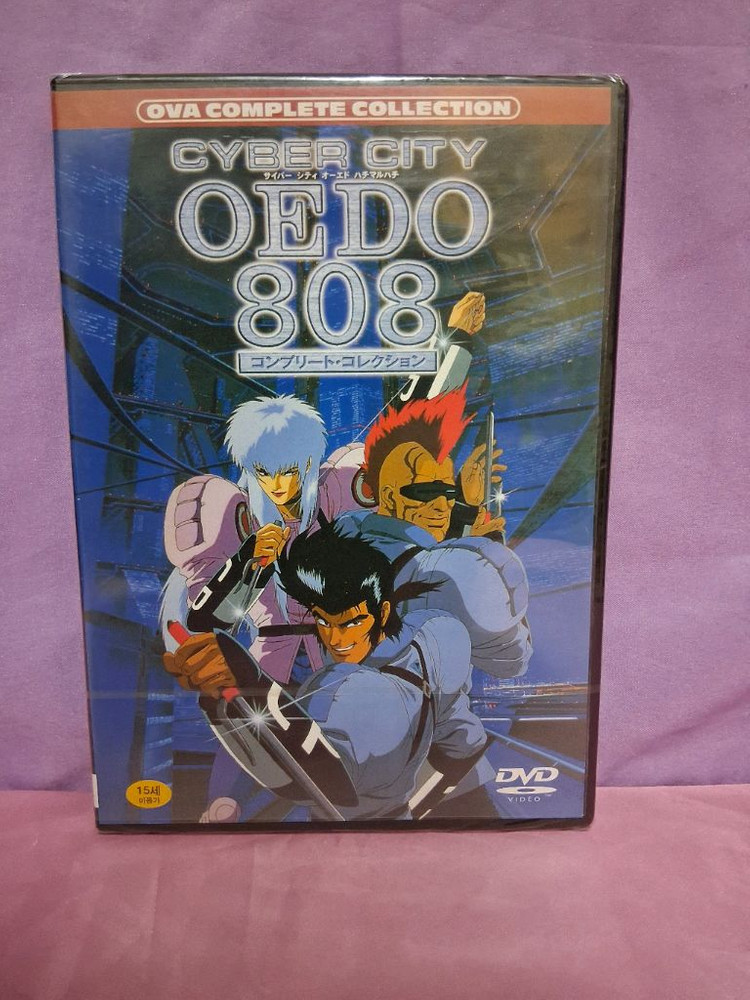 OVA COMPLETE COLLECTION
CYBER CITY
サイバー シティ オーエド ハチマルハチ
OEDO
808
コンプリート・コレクション
15세
DVD
VIDEO